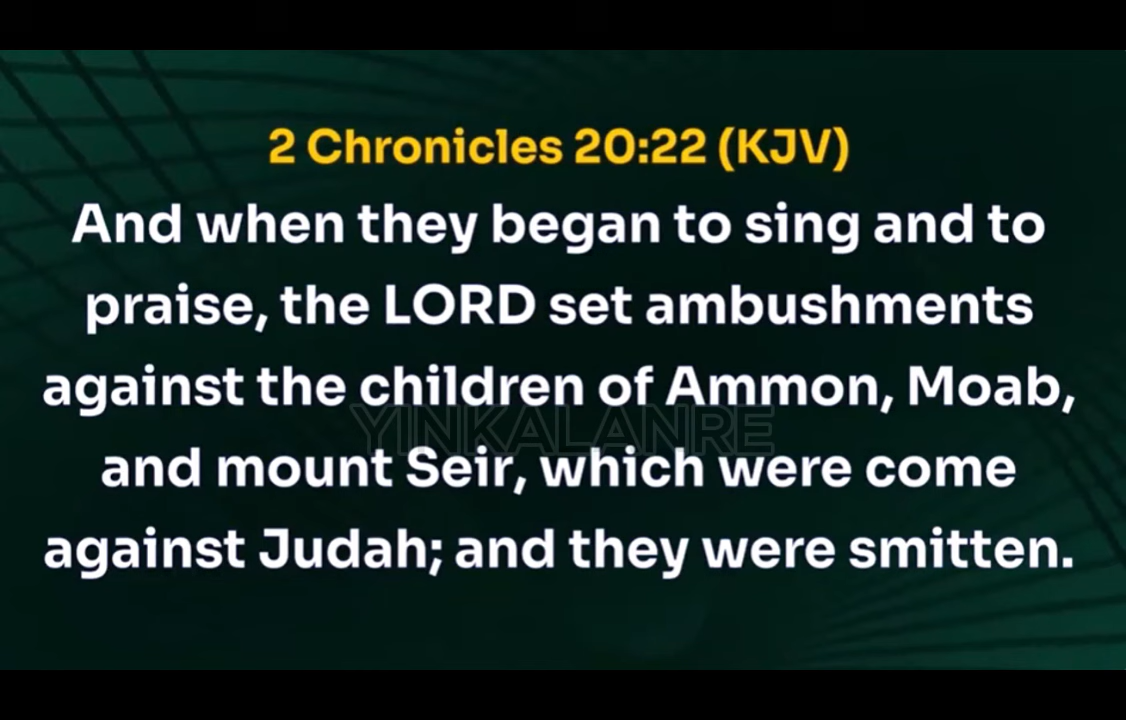 2 Chronicles 20:22 (KJV)
And when they began to sing and to
praise, the LORD set ambushments
against the children of Ammon, Moab,
YINKALANRE
and mount Seir, which were come
against Judah; and they were smitten.